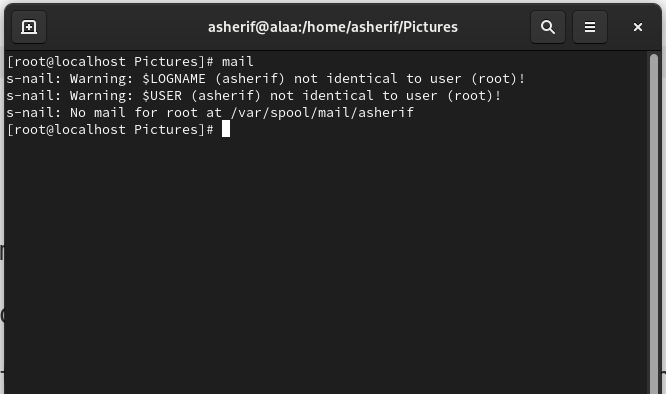 asherif@alaa:/home/asherif/Pictures
[root@localhost Pictures]# mail
s-nail: Warning: $LOGNAME (asherif) not identical to user (root)!
s-nail: Warning: $USER (asherif) not identical to user (root)!
s-nail: No mail for root at /var/spool/mail/asherif
[root@localhost Pictures]#